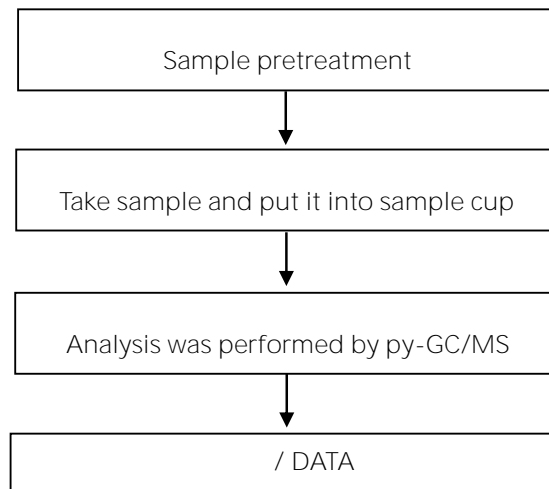 Sample pretreatment
Take sample and put it into sample cup
Analysis was performed by py-GC/MS
/ DATA